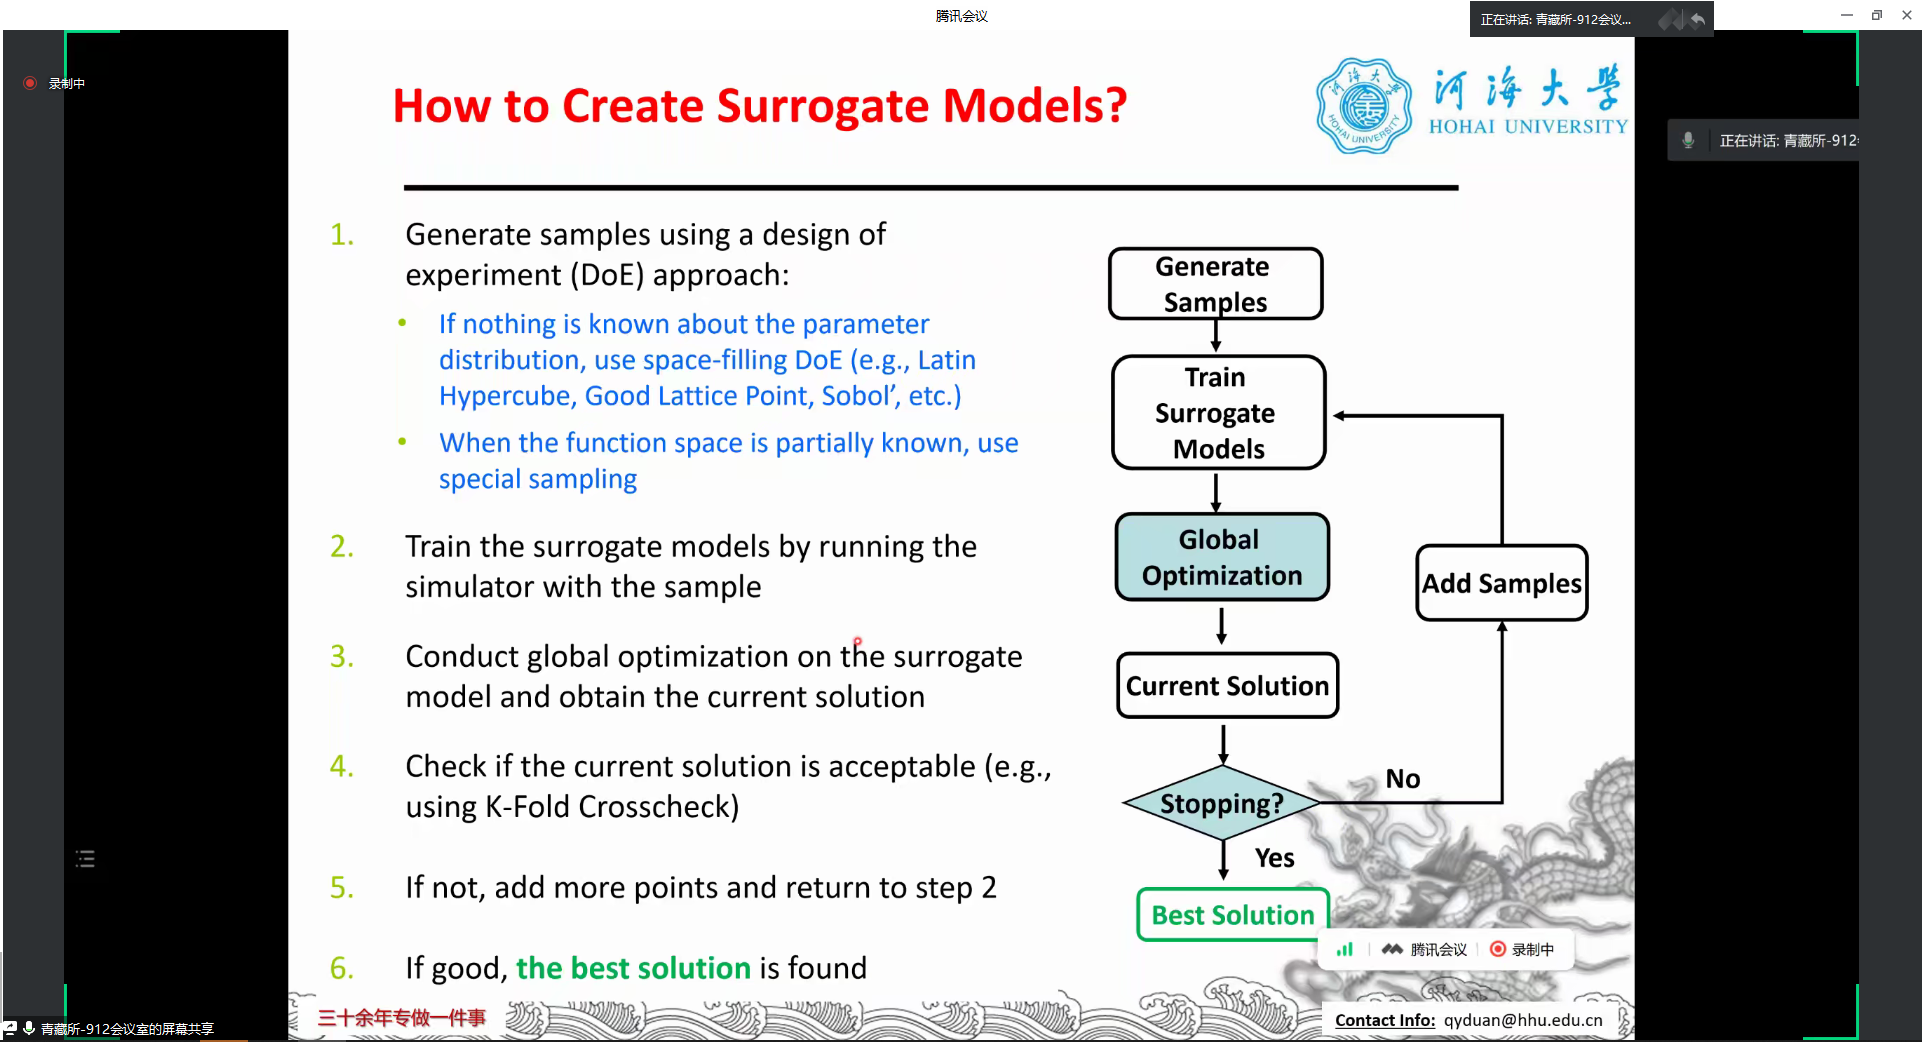 腾讯会议
正在讲话: 青藏所-912会议...
录制中
How to Create Surrogate Models?
河海大学
HOHAI UNIVERSITY
河海大
HOHAI UNIVERSITY
正在讲话: 青藏所-912
1. Generate samples using a design of
experiment (DoE) approach:
• If nothing is known about the parameter
distribution, use space-filling DoE (e.g., Latin
Hypercube, Good Lattice Point, Sobol’, etc.)
• When the function space is partially known, use
special sampling
2. Train the surrogate models by running the
simulator with the sample
3. Conduct global optimization on the surrogate
model and obtain the current solution
4. Check if the current solution is acceptable (e.g.,
using K-Fold Crosscheck)
5. If not, add more points and return to step 2
6. If good, the best solution is found
Generate
Samples
Train
Surrogate
Models
Global
Optimization
Add Samples
Current Solution
Stopping?
No
Yes
Best Solution
腾讯会议
录制中
三十余年专做一件事
Contact Info: qyduan@hhu.edu.cn
青藏所-912会议室的屏幕共享